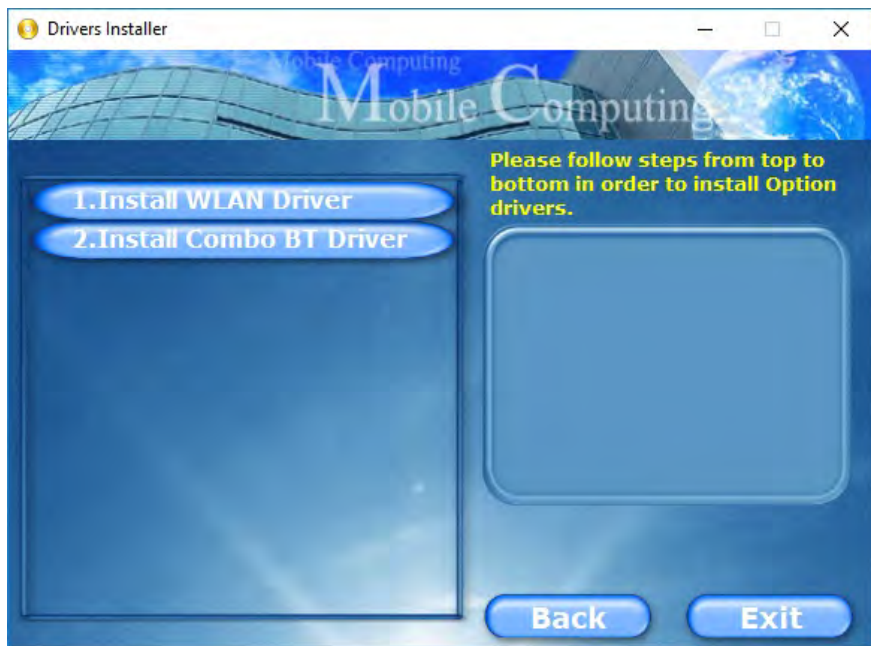 Drivers Installer
Mobile Computing
Mobile Computing
Please follow steps from top to
bottom in order to install Option
drivers.
1.Install WLAN Driver
2.Install Combo BT Driver
Back
Exit